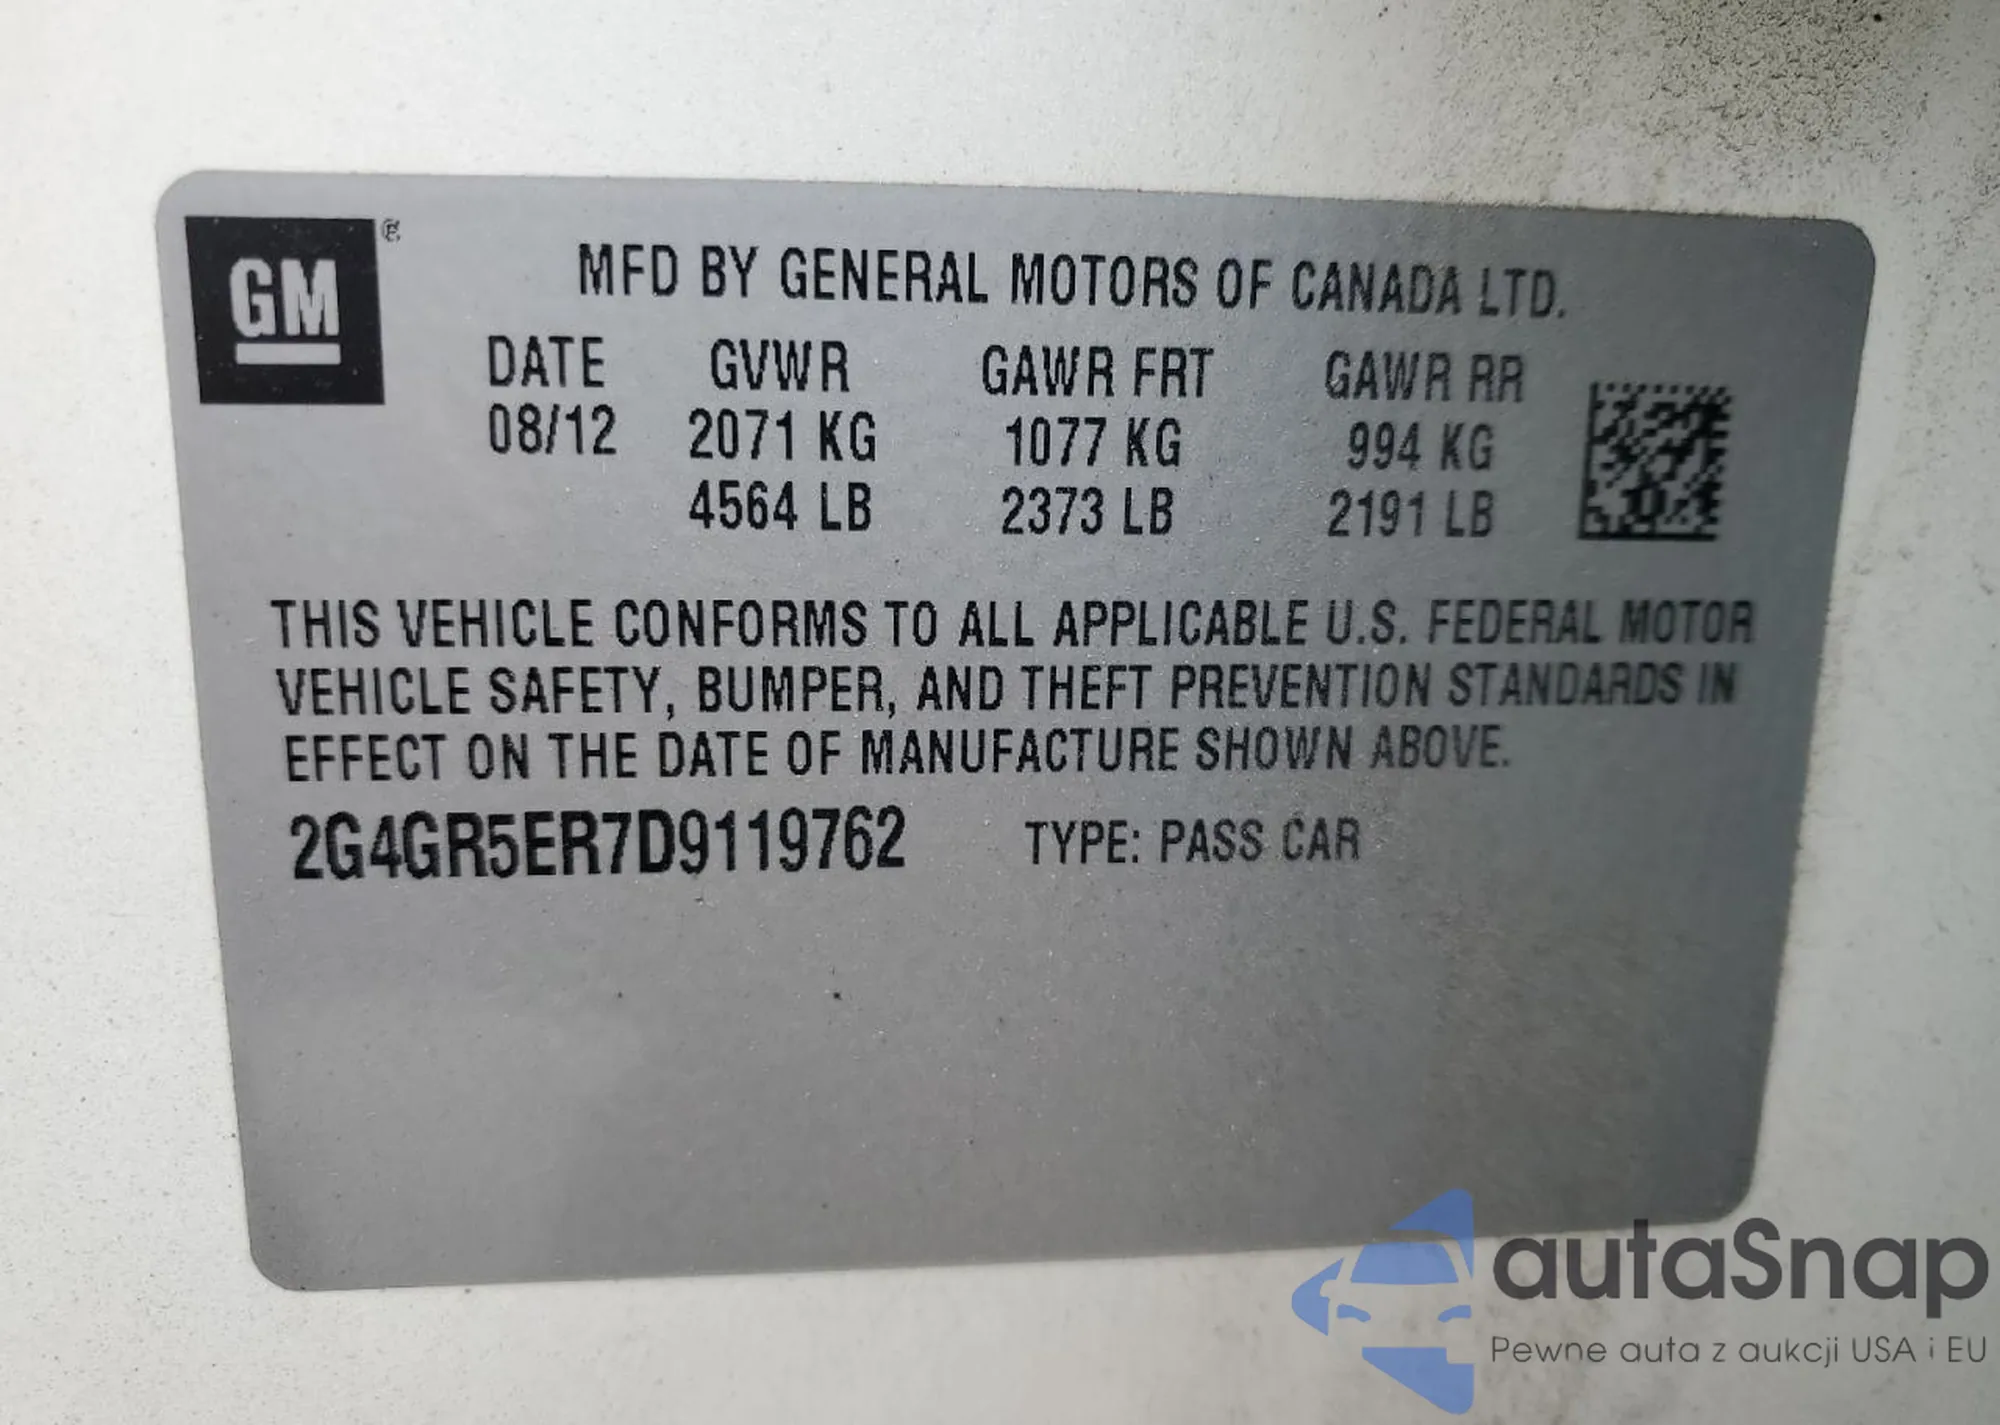 GM ®
MFD BY GENERAL MOTORS OF CANADA LTD.
DATE GVWR GAWR FRT GAWR RR
08/12 2071 KG 1077 KG 994 KG
4564 LB 2373 LB 2191 LB
THIS VEHICLE CONFORMS TO ALL APPLICABLE U.S. FEDERAL MOTOR
VEHICLE SAFETY, BUMPER, AND THEFT PREVENTION STANDARDS IN
EFFECT ON THE DATE OF MANUFACTURE SHOWN ABOVE.
2G4GR5ER7D9119762 TYPE: PASS CAR
autaSnap
Pewne auta z aukcji USA i EU